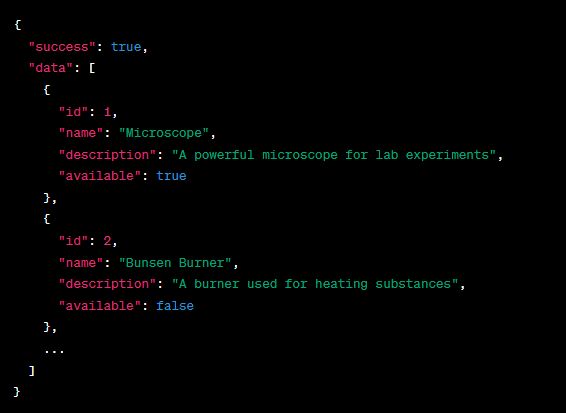 {
  "success": true,
  "data": [
    {
      "id": 1,
      "name": "Microscope",
      "description": "A powerful microscope for lab experiments",
      "available": true
    },
    {
      "id": 2,
      "name": "Bunsen Burner",
      "description": "A burner used for heating substances",
      "available": false
    },
    ...
  ]
}